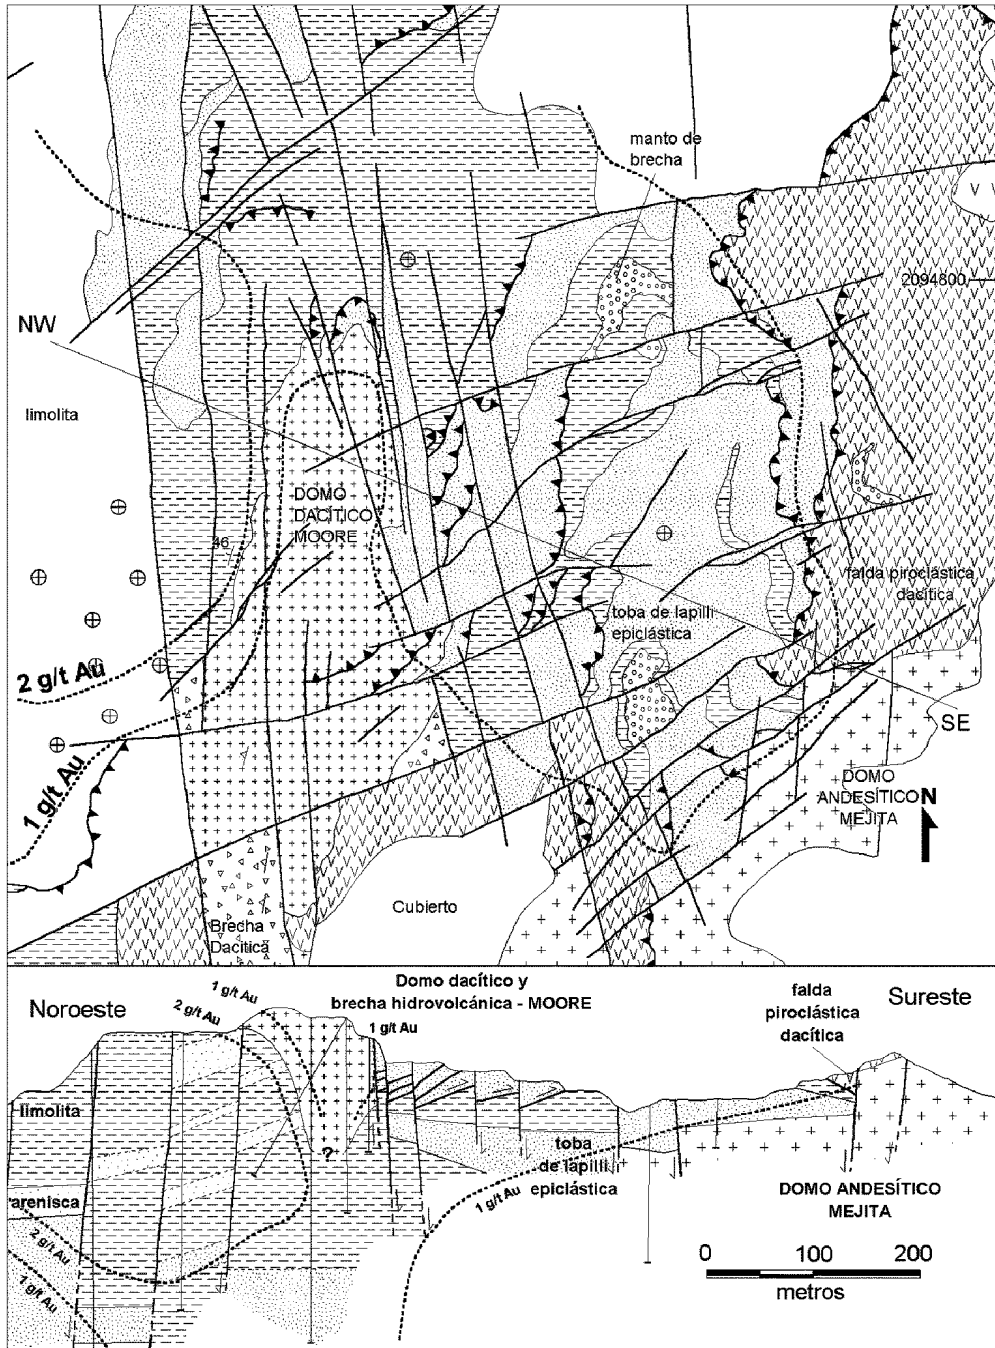 manto de
brecha
2094800
NW
limolita
DOMO
DACÍTICO
MOORE
46
falda piroclástica
dacítica
toba de lapilli
epiclástica
2 g/t Au
SE
1 g/t Au
DOMO
ANDESÍTICO
MEJITA
N
Cubierto
Brecha
Dacitica
Domo dacítico y
brecha hidrovolcánica - MOORE
Noroeste
1 g/t Au
2 g/t Au
1 g/t Au
falda
piroclástica
dacítica
Sureste
limolita
?
toba
de lapilli
epiclástica
arenisca
1 g/t Au
DOMO ANDESÍTICO
MEJITA
2 g/t Au
1 g/t Au
0 100 200
metros